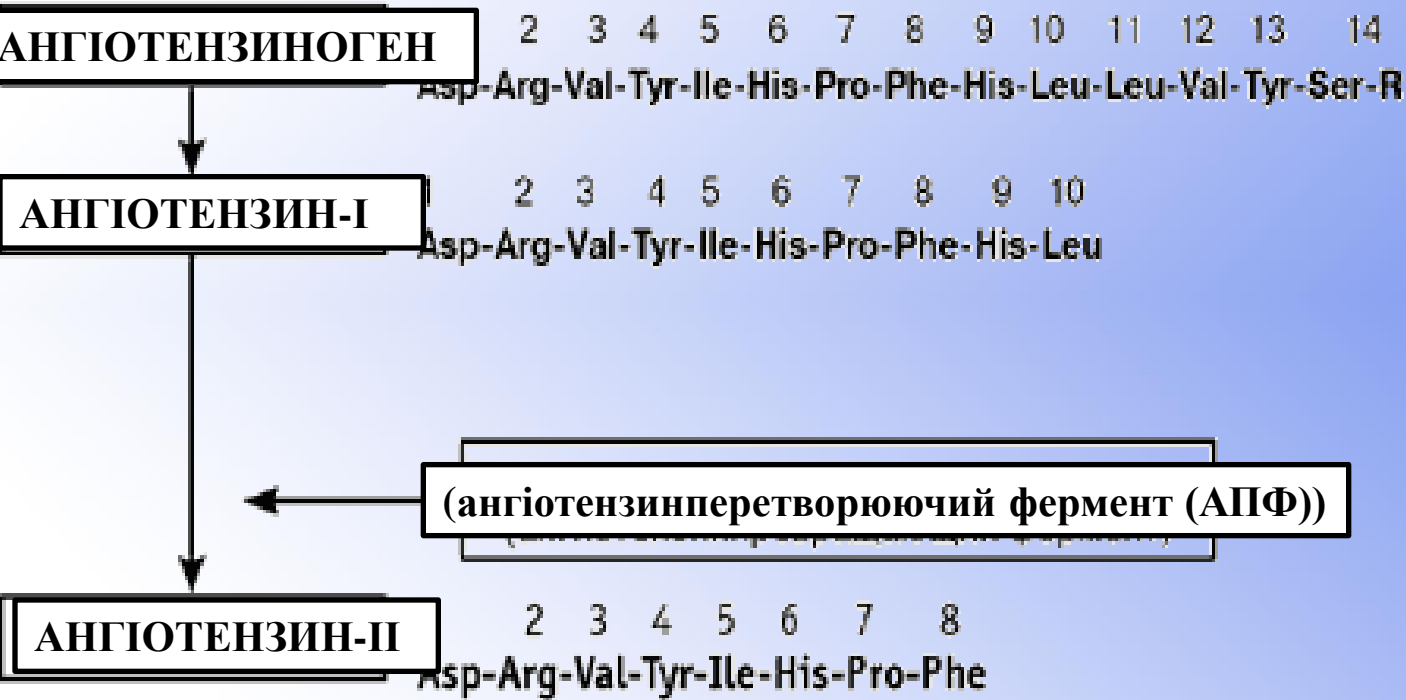 2 3 4 5 6 7 8 9 10 11 12 13 14
АНГІОТЕНЗИНОГЕН
Asp-Arg-Val-Tyr-Ile-His-Pro-Phe-His-Leu-Leu-Val-Tyr-Ser-R
2 3 4 5 6 7 8 9 10
АНГІОТЕНЗИН-І
Asp-Arg-Val-Tyr-Ile-His-Pro-Phe-His-Leu
(ангіотензинперетворюючий фермент (АПФ))
2 3 4 5 6 7 8
АНГІОТЕНЗИН-ІІ
Asp-Arg-Val-Tyr-Ile-His-Pro-Phe